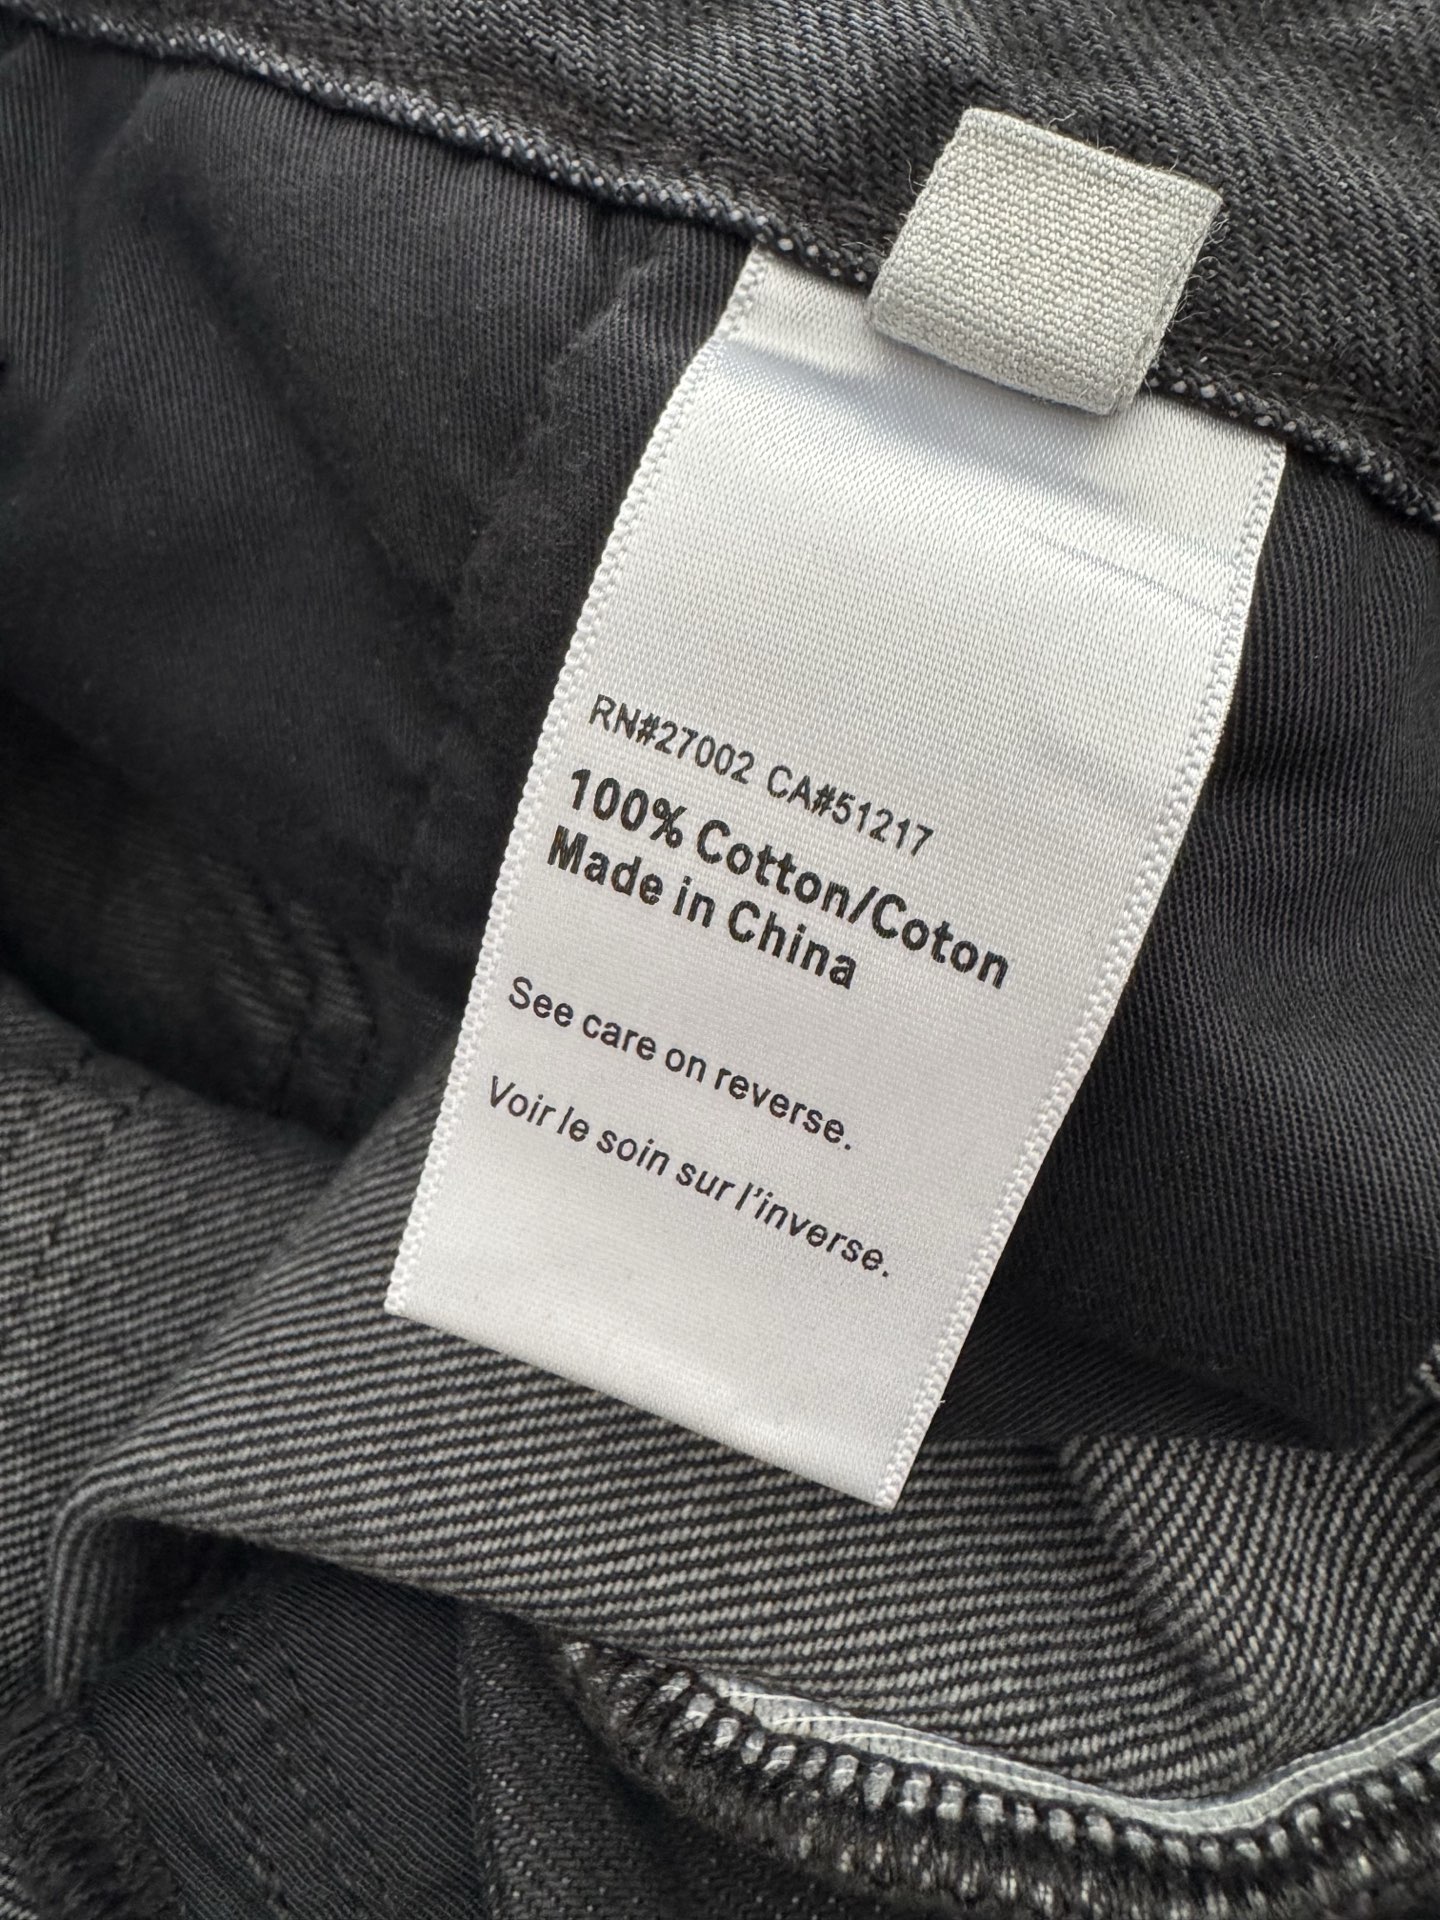 RN#27002 CA#51217
100% Cotton/Coton
Made in China
See care on reverse.
Voir le soin sur l'inverse.